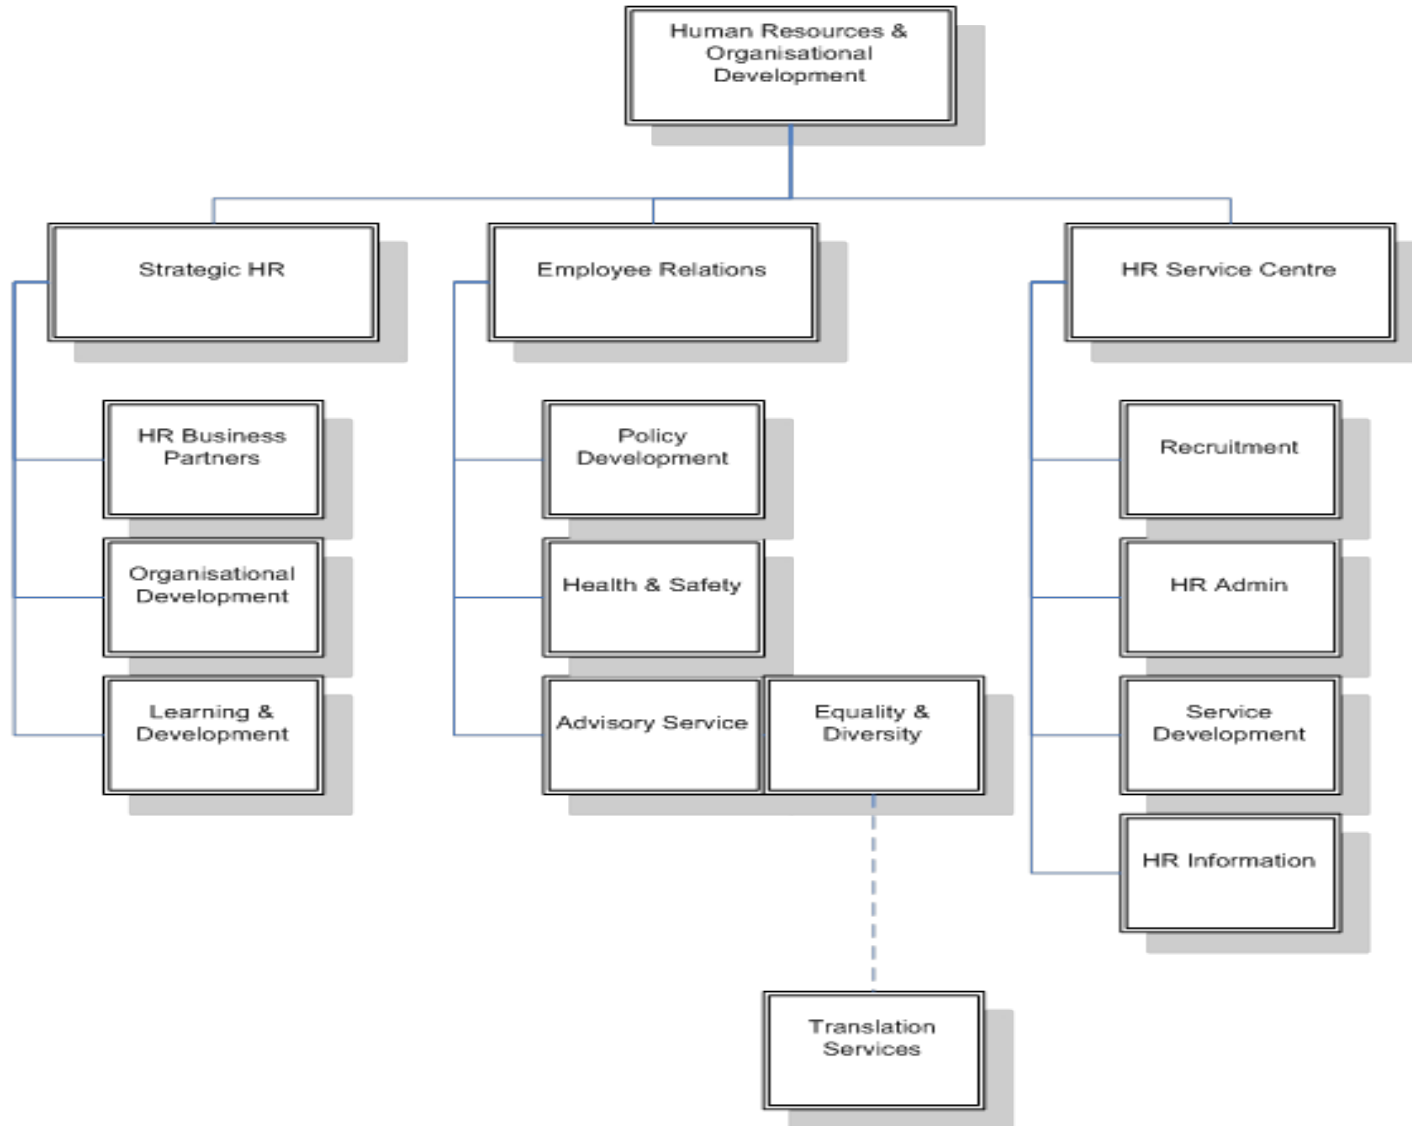 Human Resources &
Organisational
Development
Strategic HR
Employee Relations
HR Service Centre
HR Business
Partners
Policy
Development
Recruitment
Organisational
Development
Health & Safety
HR Admin
Learning &
Development
Advisory Service
Equality &
Diversity
Service
Development
HR Information
Translation
Services